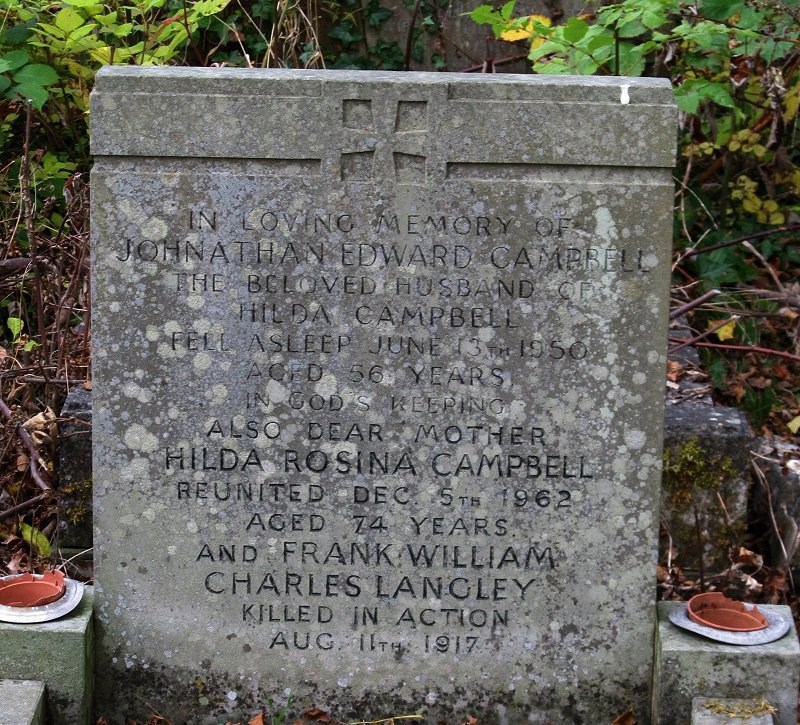 IN LOVING MEMORY OF
JOHNATHAN EDWARD CAMPBELL
THE BELOVED HUSBAND OF
HILDA CAMPBELL
FELL ASLEEP JUNE 13TH 1950
AGED 56 YEARS
IN GOD'S KEEPING
ALSO DEAR MOTHER
HILDA ROSINA CAMPBELL
REUNITED DEC. 5TH 1962
AGED 74 YEARS
AND FRANK WILLIAM
CHARLES LANGLEY
KILLED IN ACTION
AUG. 11TH. 1917